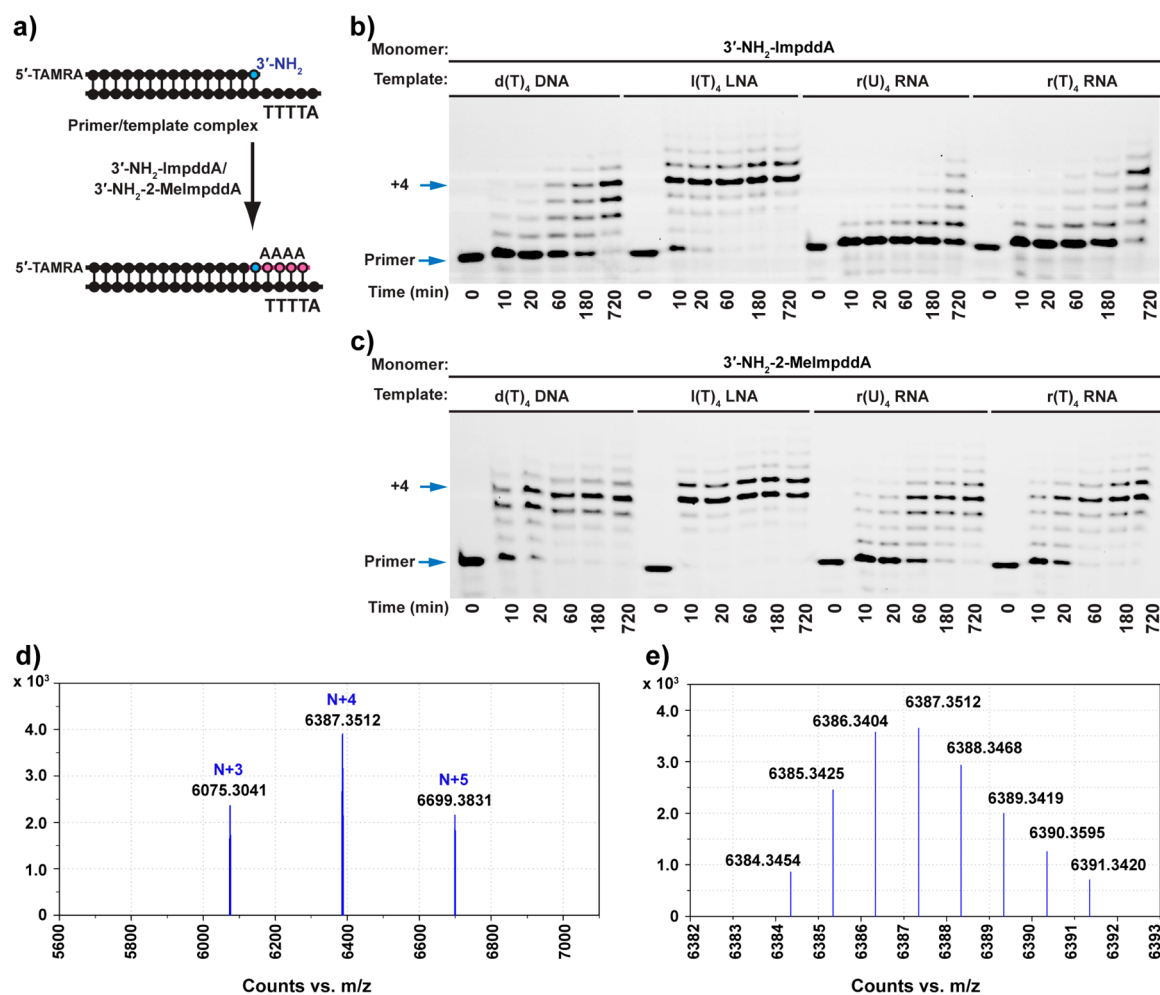 a)
5′-TAMRA
3′-NH2
TTTTA
Primer/template complex
3′-NH2-ImpddA/
3′-NH2-2-MeImpddA
AAAA
5′-TAMRA
TTTTA
b)
Monomer:
3′-NH2-ImpddA
Template:
d(T)4 DNA
l(T)4 LNA
r(U)4 RNA
r(T)4 RNA
+4
Primer
Time (min)
0 10 20 60 180 720 0 10 20 60 180 720 0 10 20 60 180 720 0 10 20 60 180 720
c)
Monomer:
3′-NH2-2-MeImpddA
Template:
d(T)4 DNA
l(T)4 LNA
r(U)4 RNA
r(T)4 RNA
+4
Primer
Time (min)
0 10 20 60 180 720 0 10 20 60 180 720 0 10 20 60 180 720 0 10 20 60 180 720
d)
x 10³
5.0
4.0
3.0
2.0
1.0
0
N+3
6075.3041
N+4
6387.3512
N+5
6699.3831
5600 5800 6000 6200 6400 6600 6800 7000
Counts vs. m/z
e)
x 10³
4.0
3.0
2.0
1.0
0
6384.3454
6385.3425
6386.3404
6387.3512
6388.3468
6389.3419
6390.3595
6391.3420
6382 6383 6384 6385 6386 6387 6388 6389 6390 6391 6392 6393
Counts vs. m/z